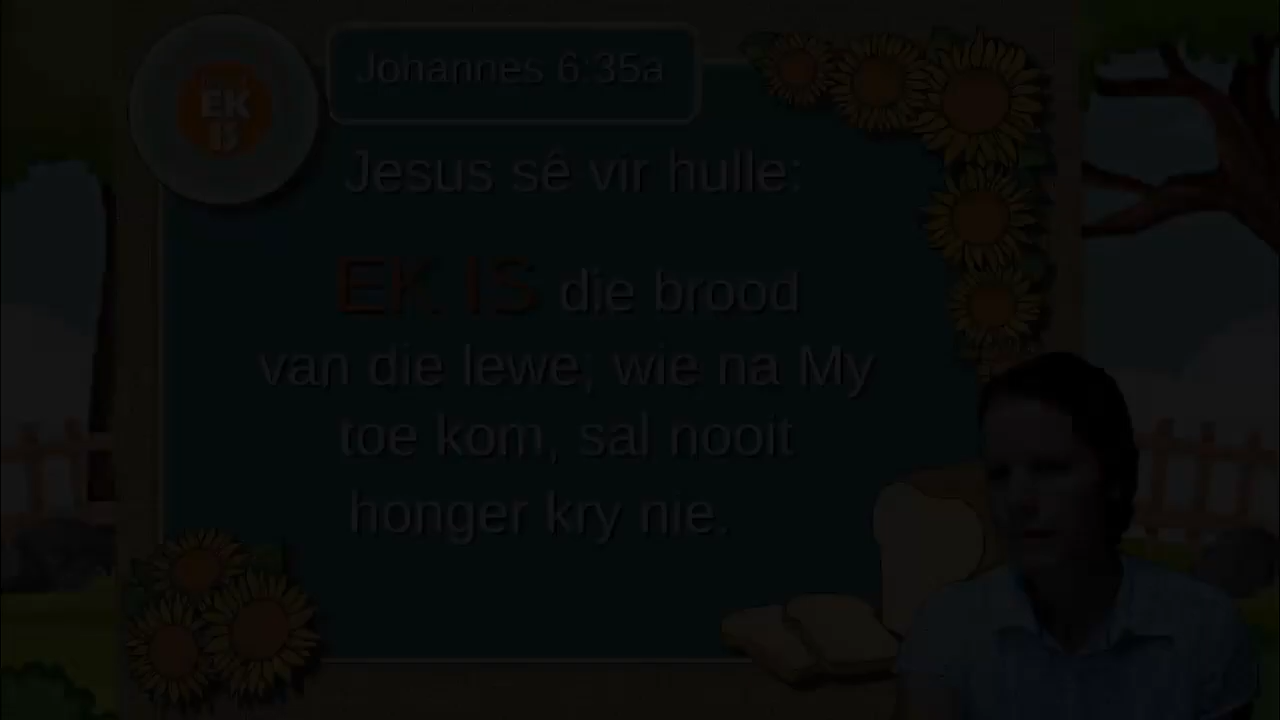 EK
IS
Johannes 6:35a
Jesus sê vir hulle:
EK IS die brood
van die lewe; wie na My
toe kom, sal nooit
honger kry nie.